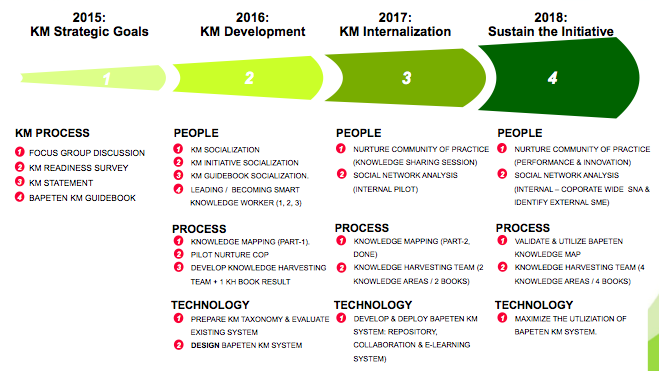 2015:
KM Strategic Goals
2016:
KM Development
2017:
KM Internalization
2018:
Sustain the Initiative
1
2
3
4
KM PROCESS
1 FOCUS GROUP DISCUSSION
2 KM READINESS SURVEY
3 KM STATEMENT
4 BAPETEN KM GUIDEBOOK
PEOPLE
1 KM SOCIALIZATION
2 KM INITIATIVE SOCIALIZATION
3 KM GUIDEBOOK SOCIALIZATION.
4 LEADING / BECOMING SMART
KNOWLEDGE WORKER (1, 2, 3)
PROCESS
1 KNOWLEDGE MAPPING (PART-1).
2 PILOT NURTURE COP
3 DEVELOP KNOWLEDGE HARVESTING
TEAM + 1 KH BOOK RESULT
TECHNOLOGY
1 PREPARE KM TAXONOMY & EVALUATE
EXISTING SYSTEM
2 DESIGN BAPETEN KM SYSTEM
PEOPLE
1 NURTURE COMMUNITY OF PRACTICE
(KNOWLEDGE SHARING SESSION)
2 SOCIAL NETWORK ANALYSIS
(INTERNAL PILOT)
PROCESS
1 KNOWLEDGE MAPPING (PART-2,
DONE)
2 KNOWLEDGE HARVESTING TEAM (2
KNOWLEDGE AREAS / 2 BOOKS)
TECHNOLOGY
1 DEVELOP & DEPLOY BAPETEN KM
SYSTEM: REPOSITORY,
COLLABORATION & E-LEARNING
SYSTEM)
PEOPLE
1 NURTURE COMMUNITY OF PRACTICE
(PERFORMANCE & INNOVATION)
2 SOCIAL NETWORK ANALYSIS
(INTERNAL – COPORATE WIDE SNA &
IDENTIFY EXTERNAL SME)
PROCESS
1 VALIDATE & UTILIZE BAPETEN
KNOWLEDGE MAP
2 KNOWLEDGE HARVESTING TEAM (4
KNOWLEDGE AREAS / 4 BOOKS)
TECHNOLOGY
1 MAXIMIZE THE UTLIZIATION OF
BAPETEN KM SYSTEM.